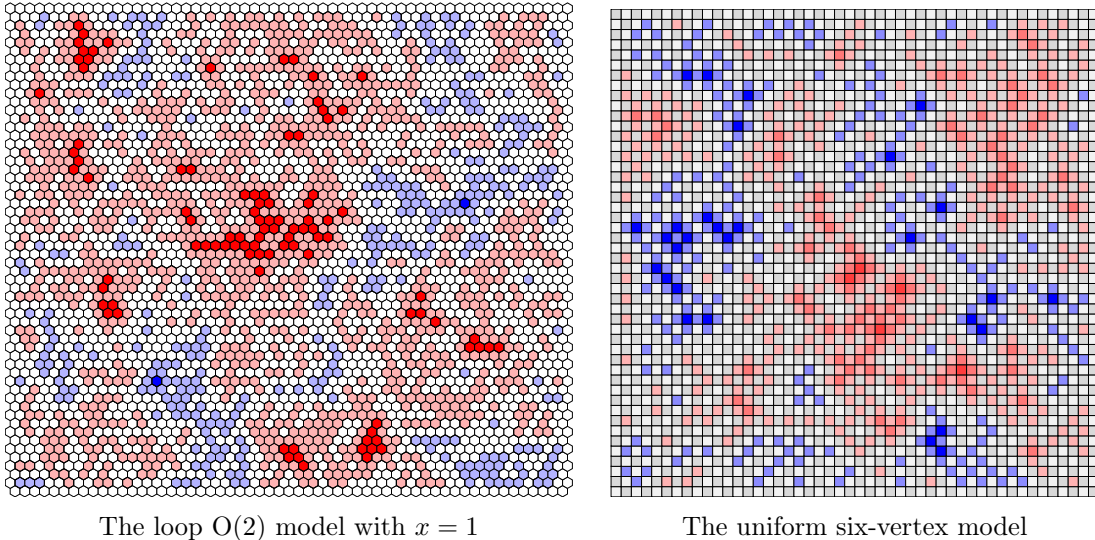 The loop O(2) model with x = 1
The uniform six-vertex model